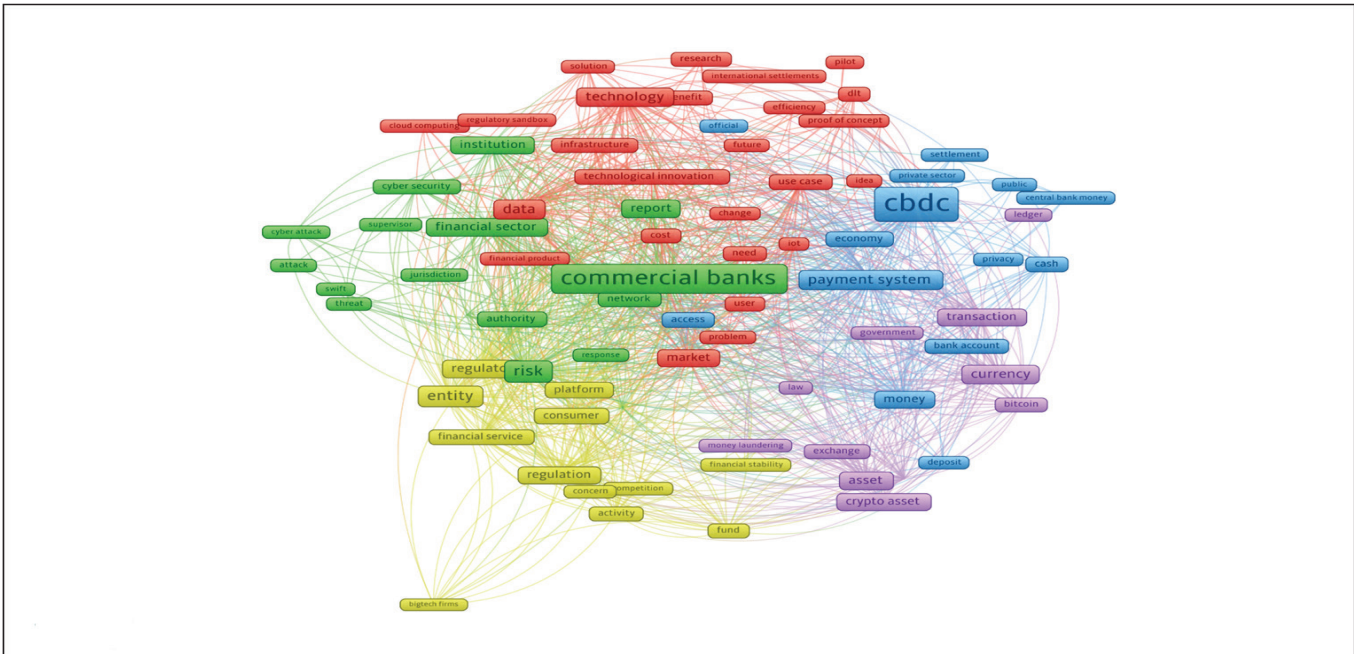 research
solution
pilot
international settlements
technology
enefit
dlt
efficiency
regulatory sandbox
proof of concept
cloud computing
official
institution
infrastructure
future
settlement
private sector
technological innovation
use case
idea
public
cyber security
central bank money
cbdc
data
report
change
ledger
supervisor
financial sector
cyber attack
cost
economy
iot
need
financial product
privacy
cash
attack
jurisdiction
commercial banks
payment system
swift
network
threat
user
authority
access
transaction
government
problem
bank account
response
market
regulato
risk
currency
law
platform
entity
money
bitcoin
consumer
financial service
money laundering
exchange
financial stability
deposit
regulation
asset
concern
ompetition
crypto asset
activity
fund
bigtech firms